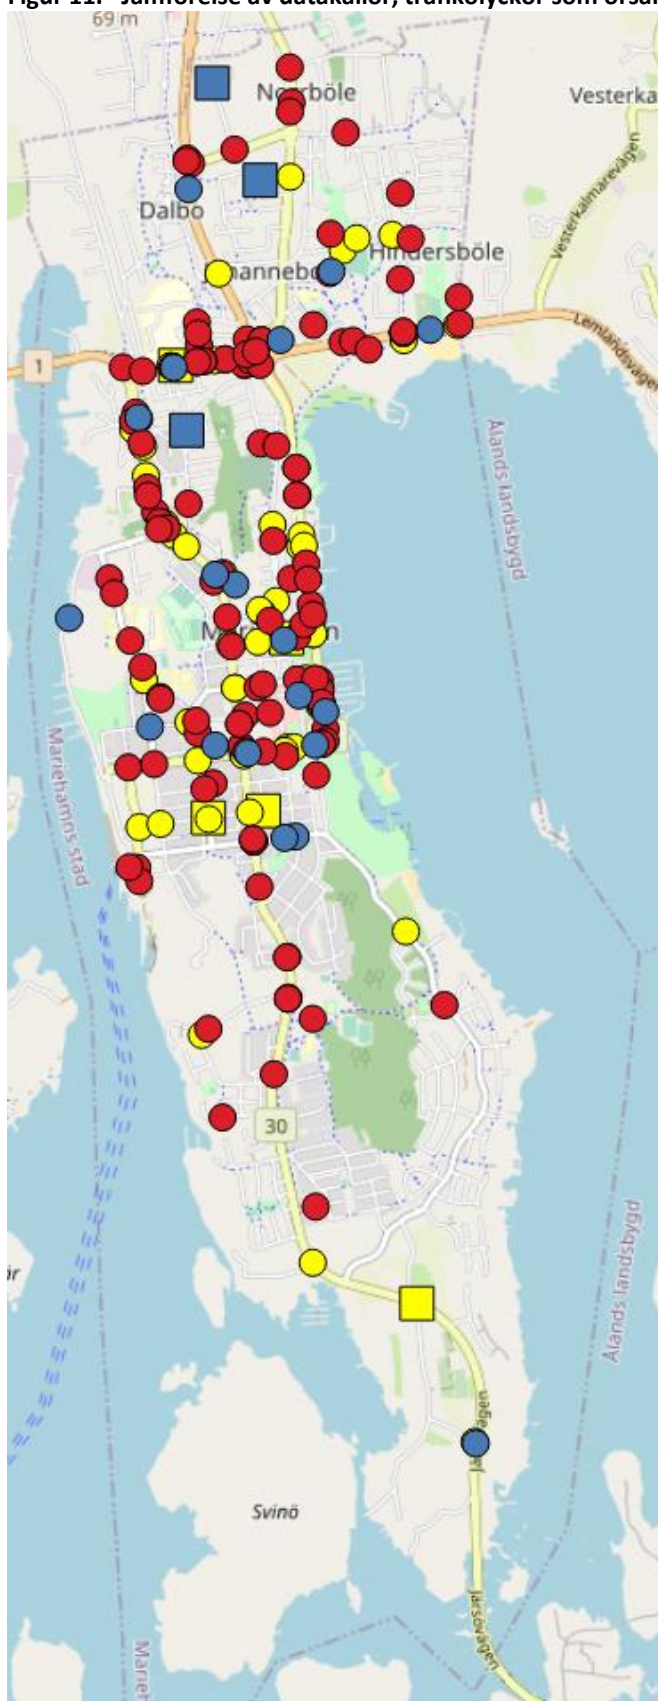 Figur 11. Jämförelse av datakällor, trafikolyckor som orsa
69 m
Norrböle
Vesterka
Vesterkalmarevägen
Dalbo
Hindersböle
Lemlandsvägen
1
Ålands landsbygd
Mariehamns stad
30
Ålands landsbygd
Svinö
Järsövägen